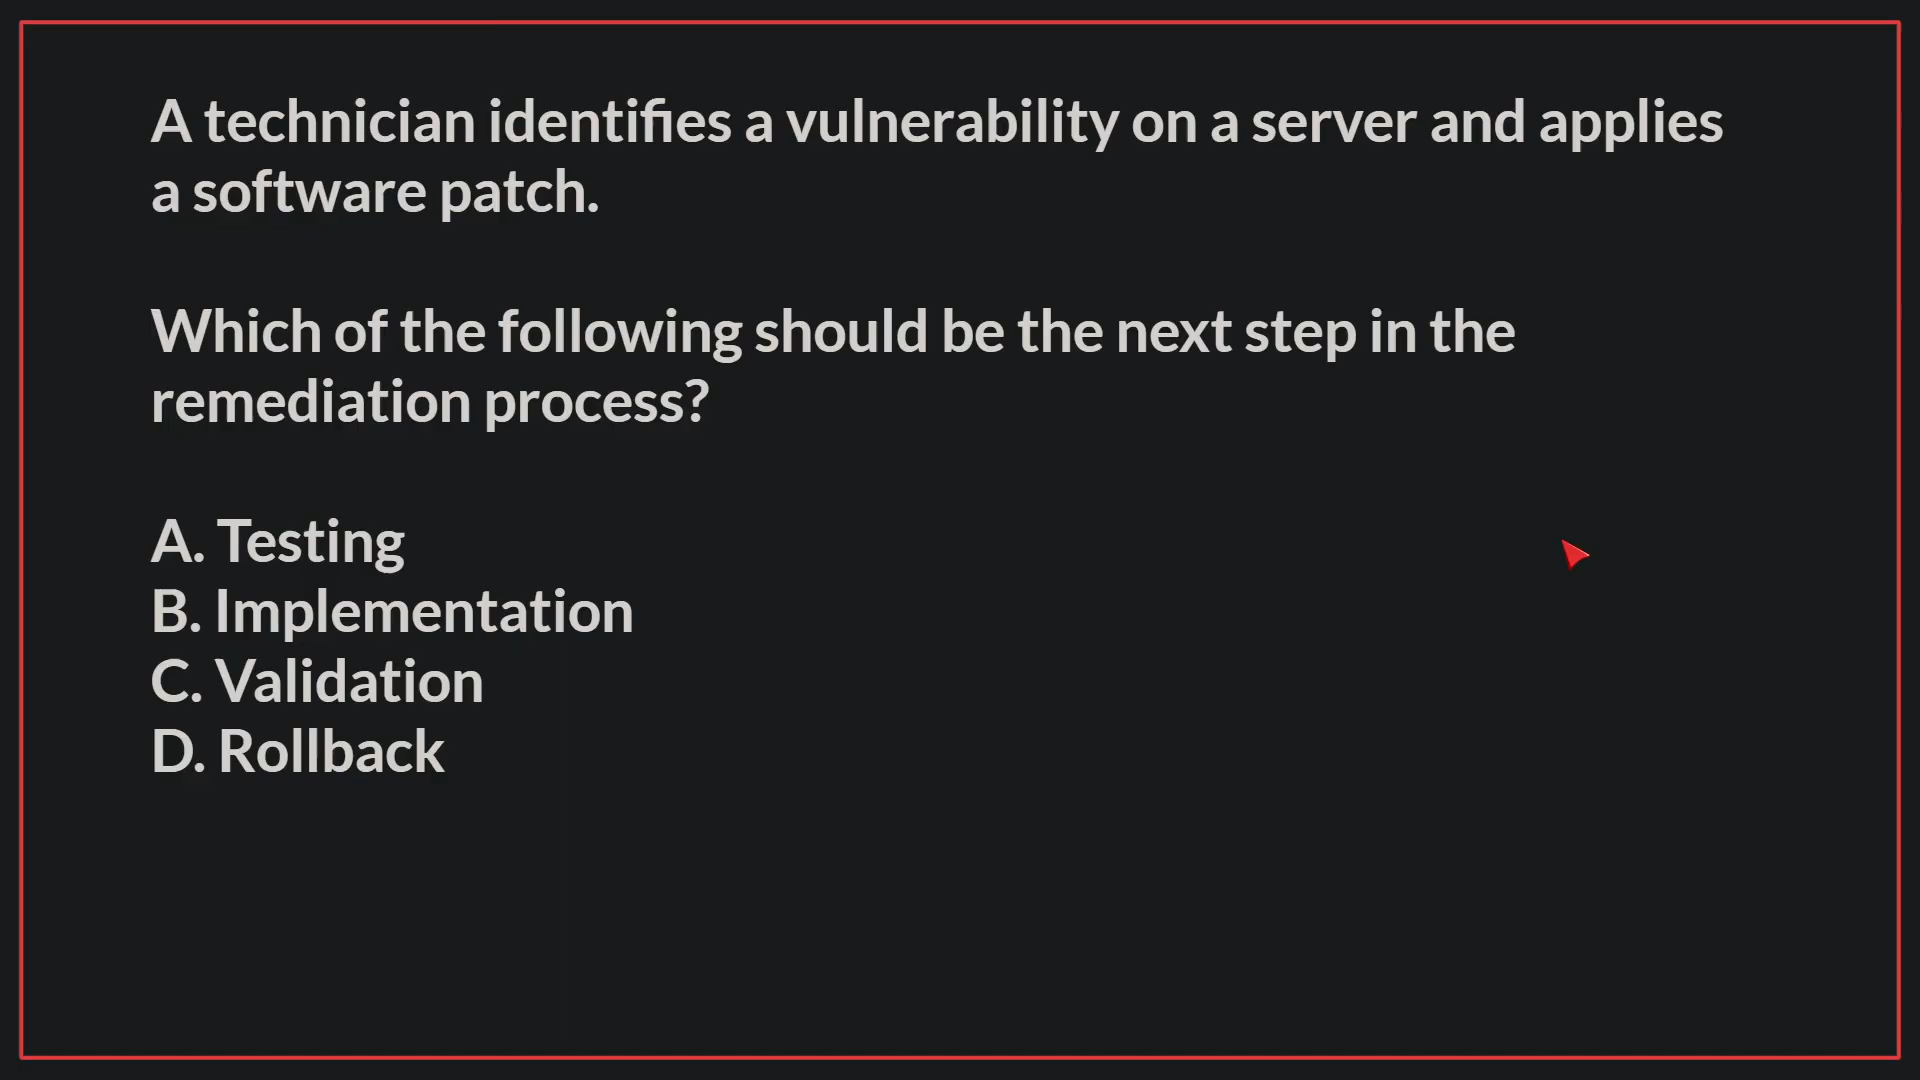 A technician identifies a vulnerability on a server and applies
a software patch.
Which of the following should be the next step in the
remediation process?
A. Testing
B. Implementation
C. Validation
D. Rollback